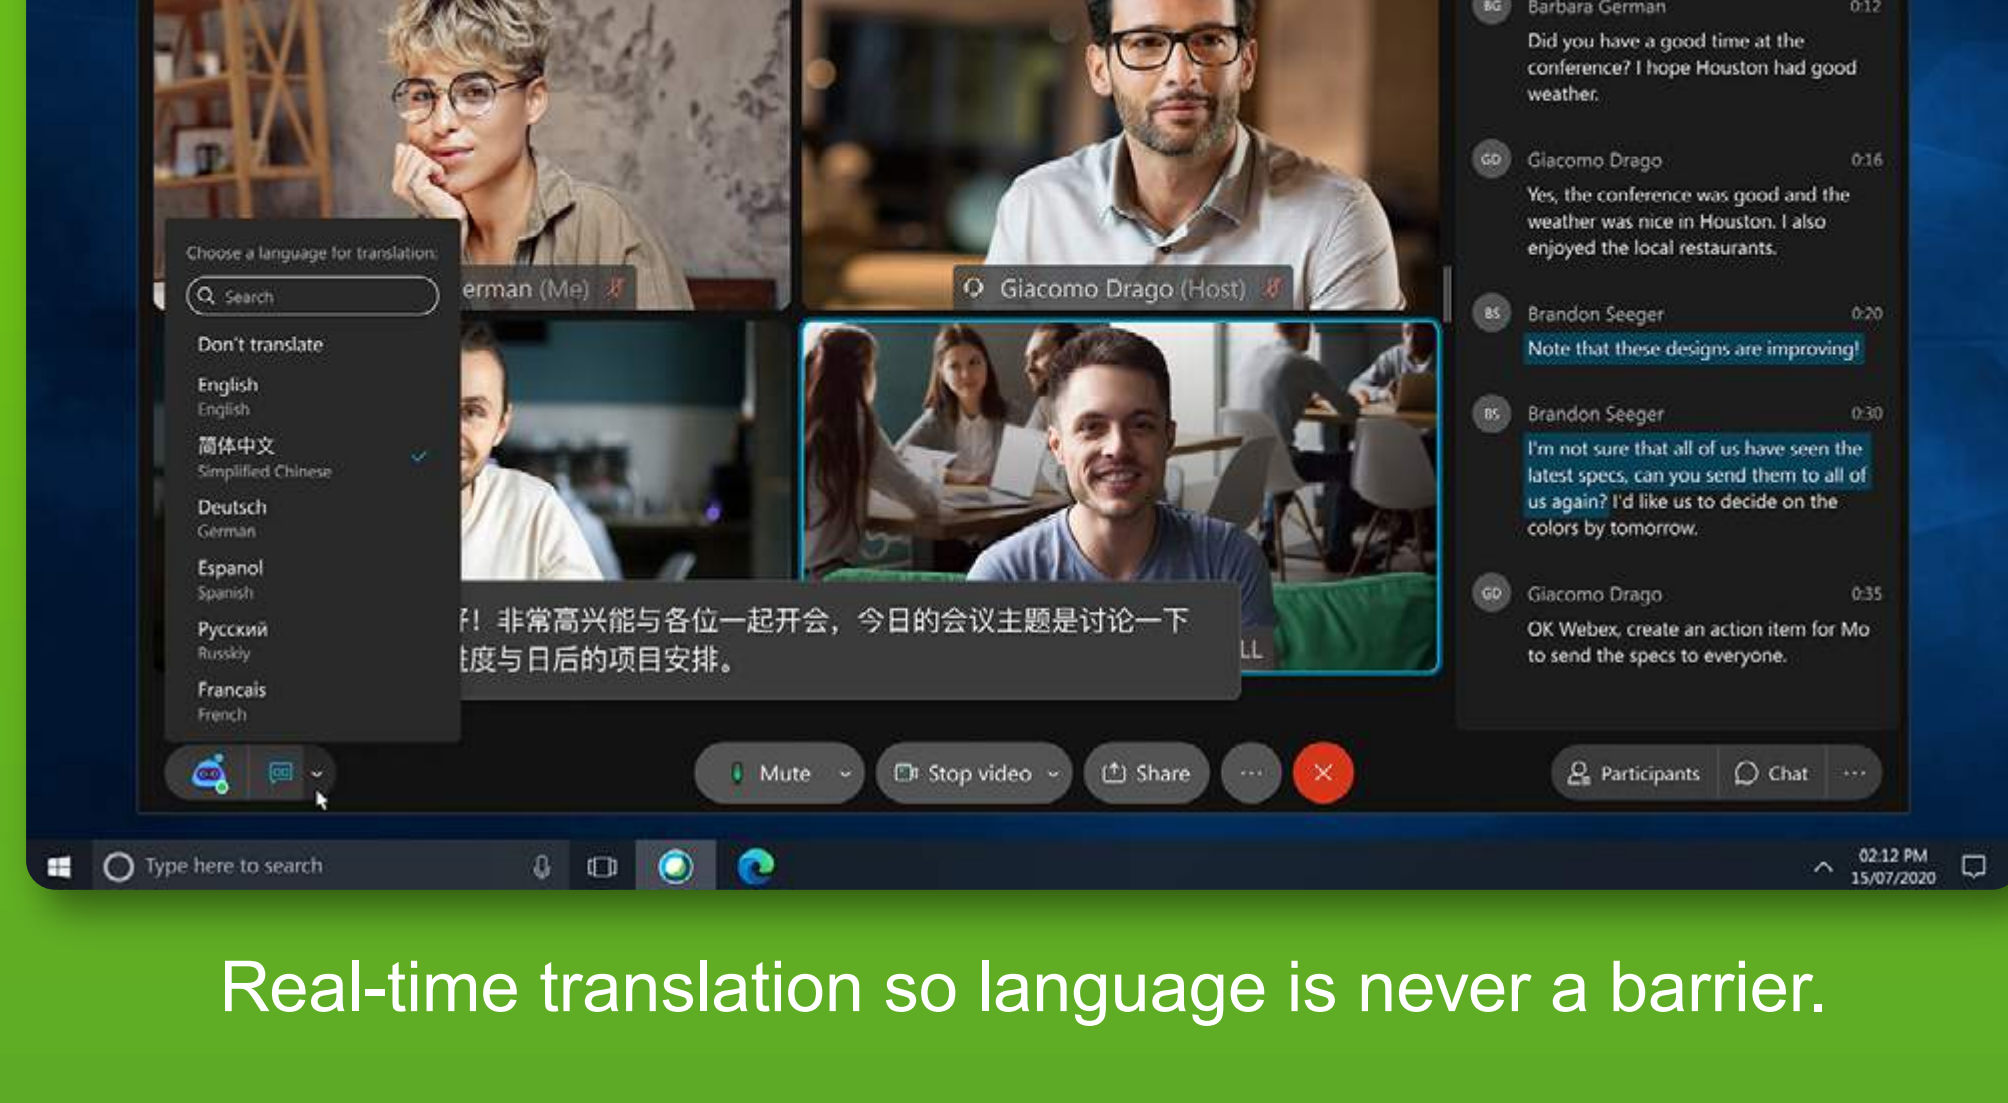 Choose a language for translation:
Search
Don't translate
English
English
简体中文
Simplified Chinese
Deutsch
German
Espanol
Spanish
Русский
Russkiy
Francais
French
erman (Me)
Giacomo Drago (Host)
！非常高兴能与各位一起开会，今日的会议主题是讨论一下
度与日后的项目安排。
LL
BG Barbara German 0:12
Did you have a good time at the
conference? I hope Houston had good
weather.
GD Giacomo Drago 0:16
Yes, the conference was good and the
weather was nice in Houston. I also
enjoyed the local restaurants.
BS Brandon Seeger 0:20
Note that these designs are improving!
BS Brandon Seeger 0:30
I'm not sure that all of us have seen the
latest specs, can you send them to all of
us again? I'd like us to decide on the
colors by tomorrow.
GD Giacomo Drago 0:35
OK Webex, create an action item for Mo
to send the specs to everyone.
Mute
Stop video
Share
Participants
Chat
Type here to search
02:12 PM
15/07/2020
Real-time translation so language is never a barrier.